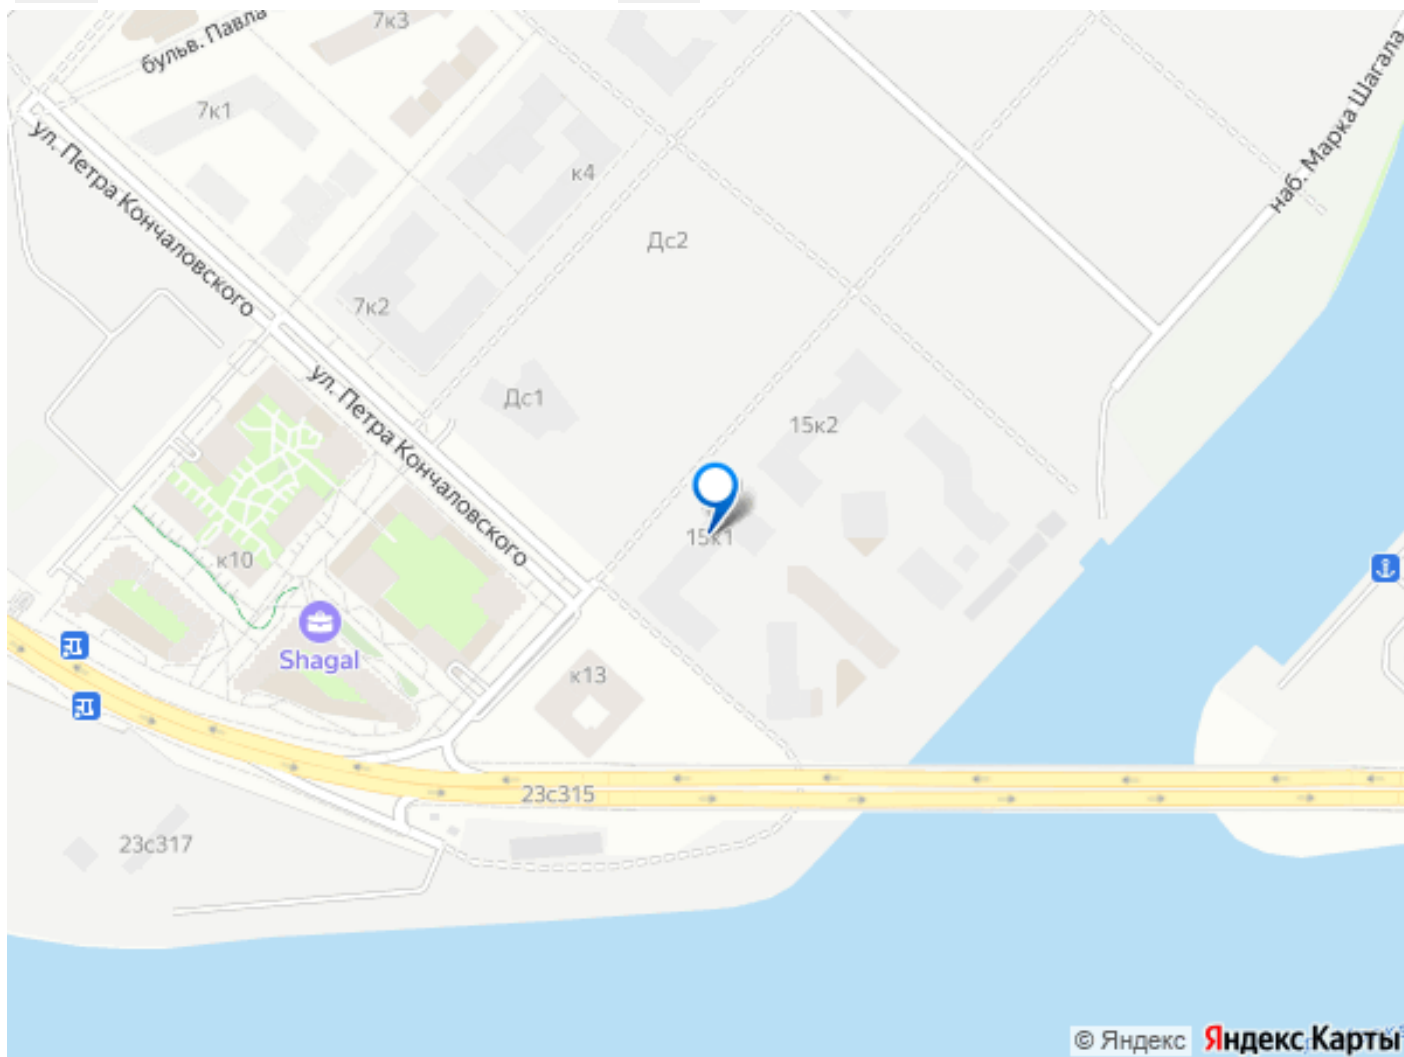 7к3
бульв. Павла
7к1
наб. Марка Шагала
ул. Петра Кончаловского
к4
Дс2
7к2
ул. Петра Кончаловского
Дс1
15к2
15к1
к10
Shagal
к13
23с315
23с317
© Яндекс Яндекс Карты